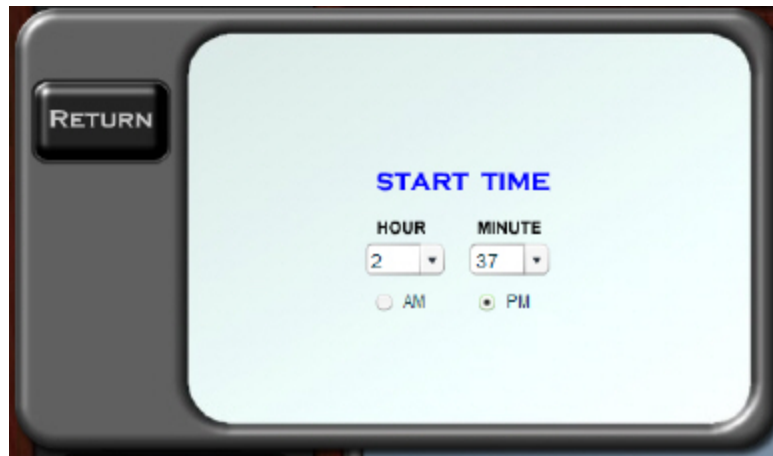 RETURN
START TIME
HOUR MINUTE
2 37
AM PM